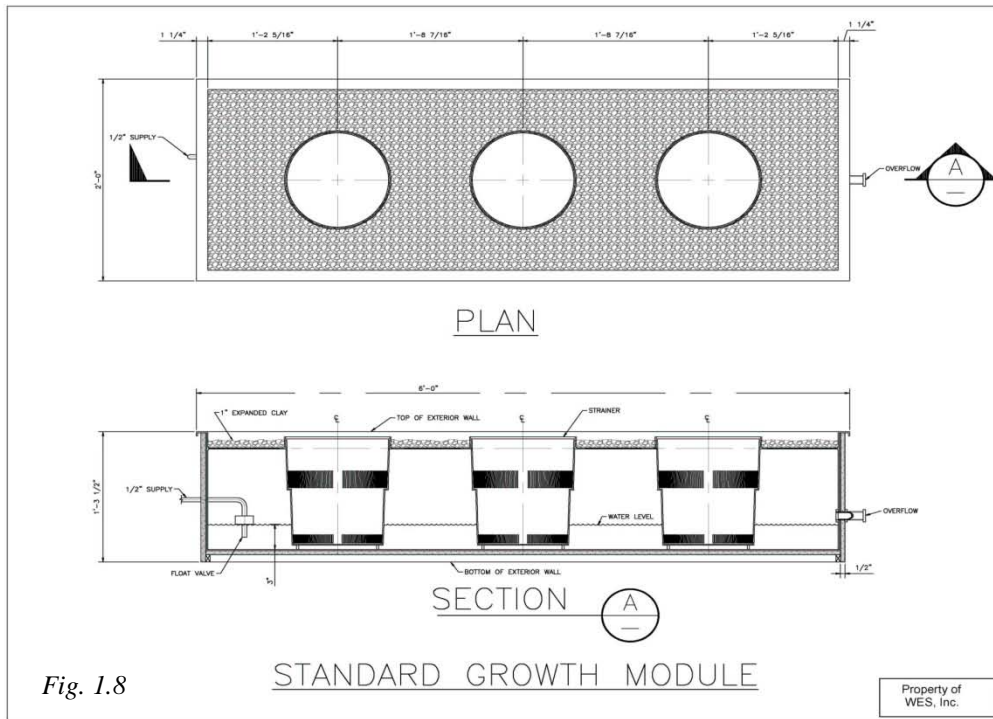 1 1/4"
1'-2 5/16"
1'-8 7/16"
1'-8 7/16"
1'-2 5/16"
1 1/4"
1/2" SUPPLY
2'-0"
A
OVERFLOW
PLAN
6'-0"
1" EXPANDED CLAY
TOP OF EXTERIOR WALL
STRAINER
1/2" SUPPLY
1'-3 1/2"
WATER LEVEL
OVERFLOW
FLOAT VALVE
3"
BOTTOM OF EXTERIOR WALL
1/2"
SECTION A
Fig. 1.8
STANDARD GROWTH MODULE
Property of
WES, Inc.